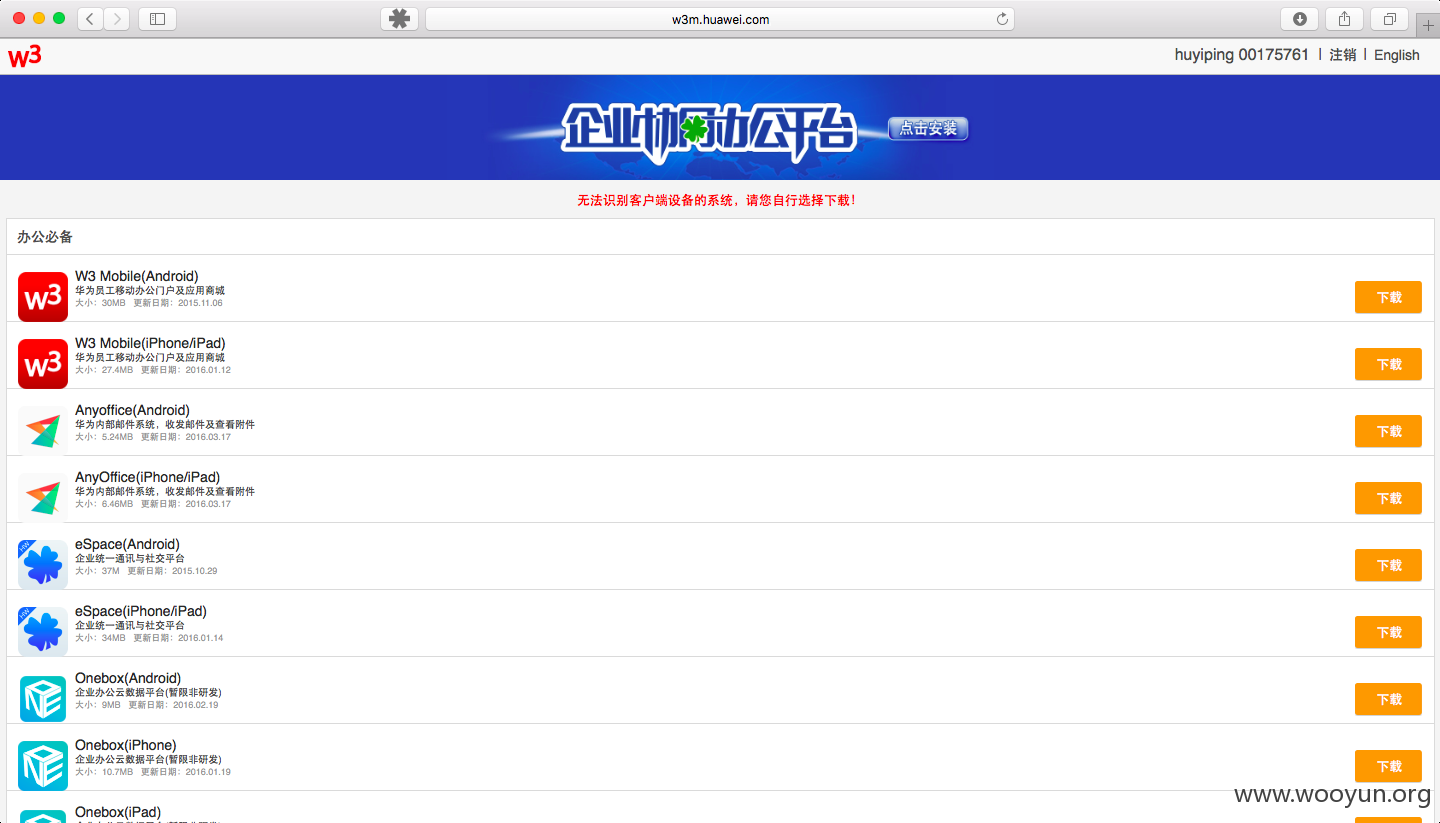 w3m.huawei.com
w3
huyiping 00175761 | 注销 | English
企业协同办公平台 点击安装
无法识别客户端设备的系统，请您自行选择下载！
办公必备
w3
W3 Mobile(Android)
华为员工移动办公门户及应用商城
大小：30MB 更新日期：2015.11.06
下载
w3
W3 Mobile(iPhone/iPad)
华为员工移动办公门户及应用商城
大小：27.4MB 更新日期：2016.01.12
下载
Anyoffice(Android)
华为内部邮件系统，收发邮件及查看附件
大小：5.24MB 更新日期：2016.03.17
下载
AnyOffice(iPhone/iPad)
华为内部邮件系统，收发邮件及查看附件
大小：6.46MB 更新日期：2016.03.17
下载
HW
eSpace(Android)
企业统一通讯与社交平台
大小：37M 更新日期：2015.10.29
下载
HW
eSpace(iPhone/iPad)
企业统一通讯与社交平台
大小：34MB 更新日期：2016.01.14
下载
Onebox(Android)
企业办公云数据平台(暂限非研发)
大小：9MB 更新日期：2016.02.19
下载
Onebox(iPhone)
企业办公云数据平台(暂限非研发)
大小：10.7MB 更新日期：2016.01.19
下载
www.wooyun.org
Onebox(iPad)